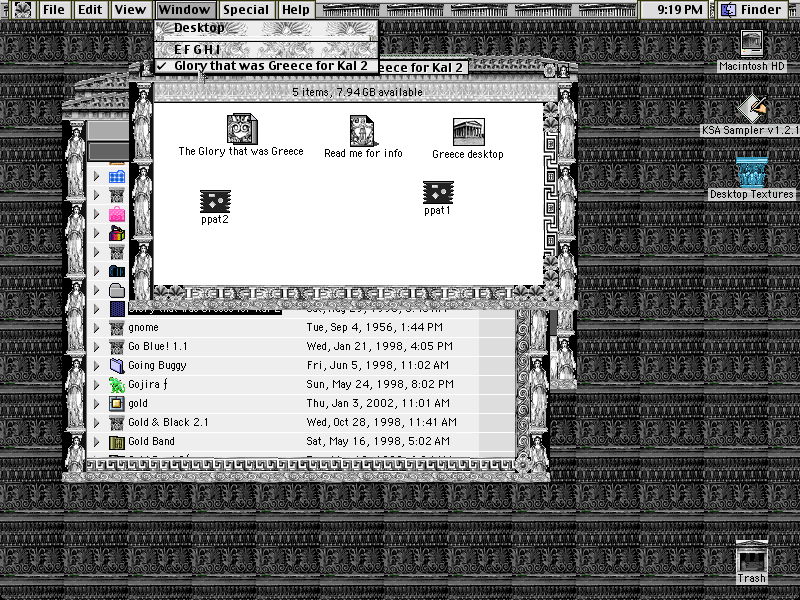 File Edit View Window Special Help 9:19 PM Finder
Desktop
E F G H I
✓ Glory that was Greece for Kal 2
eece for Kal 2
5 items, 7.94 GB available
The Glory that was Greece
Read me for info
Greece desktop
ppat2
ppat1
Macintosh HD
KSA Sampler v1.2.1
Desktop Textures
gnome Tue, Sep 4, 1956, 1:44 PM
Go Blue! 1.1 Wed, Jan 21, 1998, 4:05 PM
Going Buggy Fri, Jun 5, 1998, 11:02 AM
Gojira ƒ Sun, May 24, 1998, 8:02 PM
gold Thu, Jan 3, 2002, 11:01 AM
Gold & Black 2.1 Wed, Oct 28, 1998, 11:41 AM
Gold Band Sat, May 16, 1998, 5:02 AM
Trash